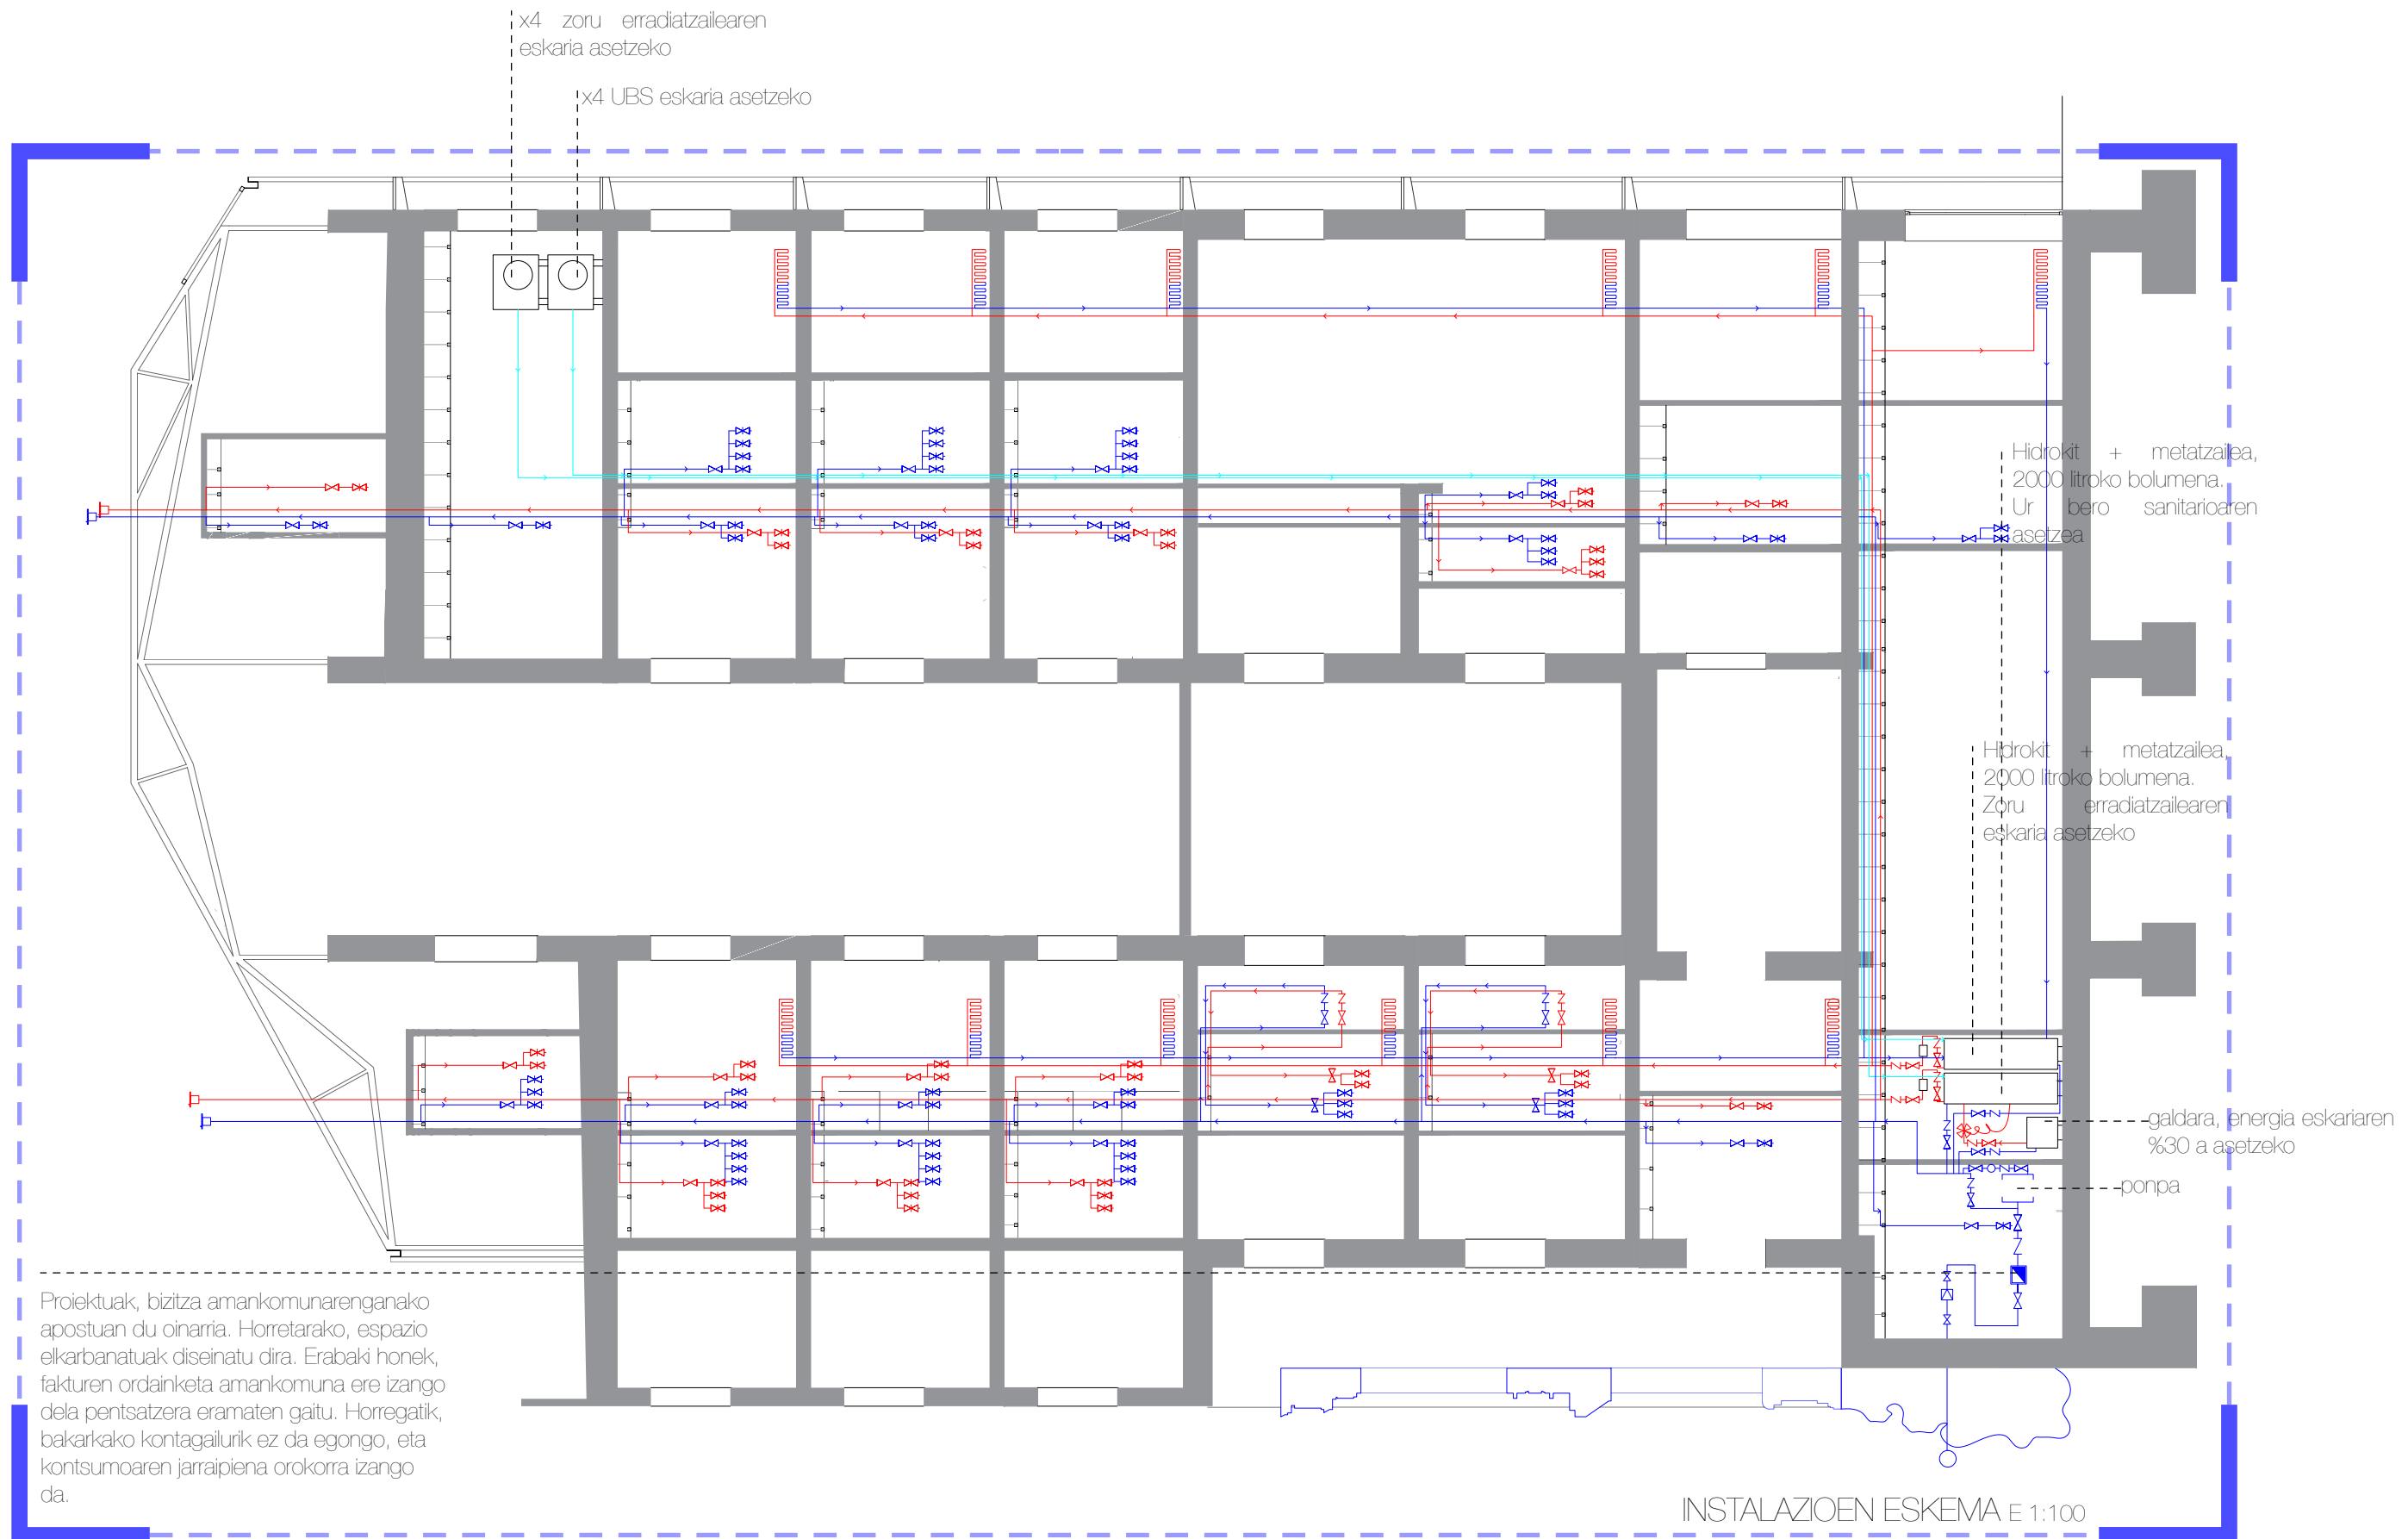 x4 zoru erradiatzailearen
eskaria asetzeko
x4 UBS eskaria asetzeko
Hidrokit + metatzailea,
2000 litroko bolumena.
Ur bero sanitarioaren
asetzea
Hidrokit + metatzailea,
2000 litroko bolumena.
Zoru erradiatzailearen
eskaria asetzeko
galdara, energia eskariaren
%30 a asetzeko
ponpa
Proiektuak, bizitza amankomunarenganako
apostuan du oinarria. Horretarako, espazio
elkarbanatuak diseinatu dira. Erabaki honek,
fakturen ordainketa amankomuna ere izango
dela pentsatzera eramaten gaitu. Horregatik,
bakarkako kontagailurik ez da egongo, eta
kontsumoaren jarraipiena orokorra izango
da.
INSTALAZIOEN ESKEMA E 1:100